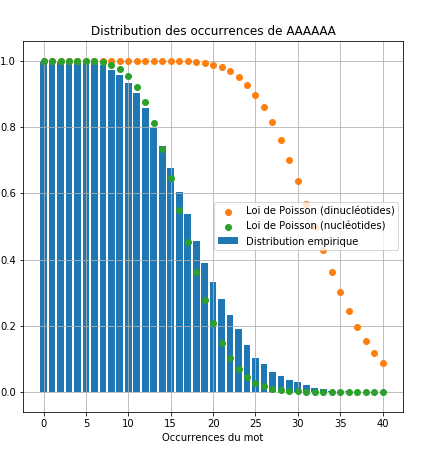 Distribution des occurrences de AAAAAA
1.0
0.8
0.6
0.4
0.2
0.0
Loi de Poisson (dinucléotides)
Loi de Poisson (nucléotides)
Distribution empirique
0 5 10 15 20 25 30 35 40
Occurrences du mot